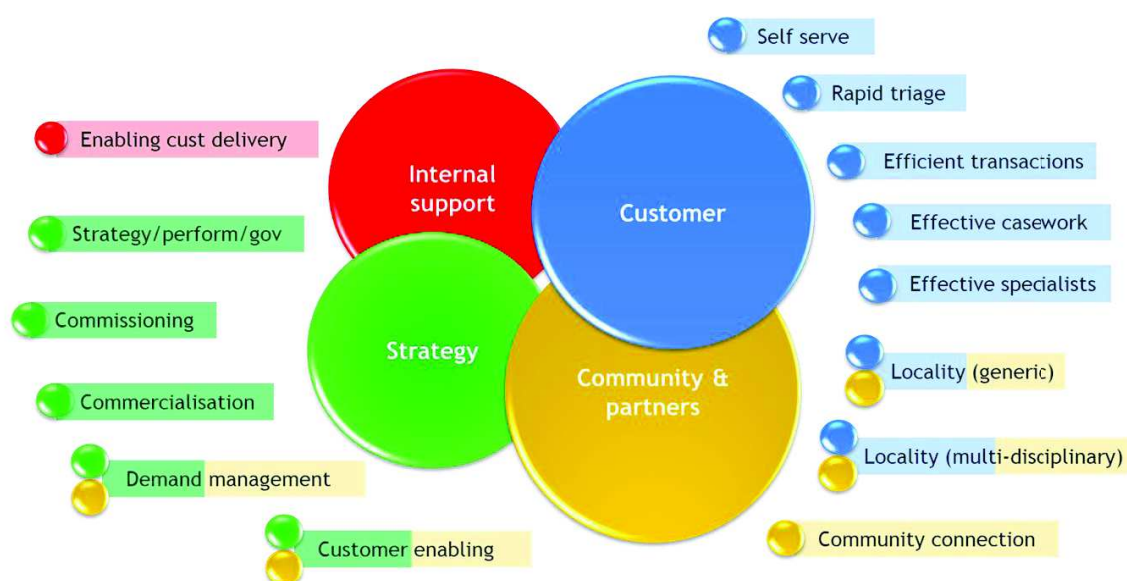 Self serve
Rapid triage
Enabling cust delivery
Efficient transactions
Internal
support
Customer
Strategy/perform/gov
Effective casework
Effective specialists
Commissioning
Strategy
Community &
partners
Locality (generic)
Commercialisation
Locality (multi-disciplinary)
Demand management
Customer enabling
Community connection